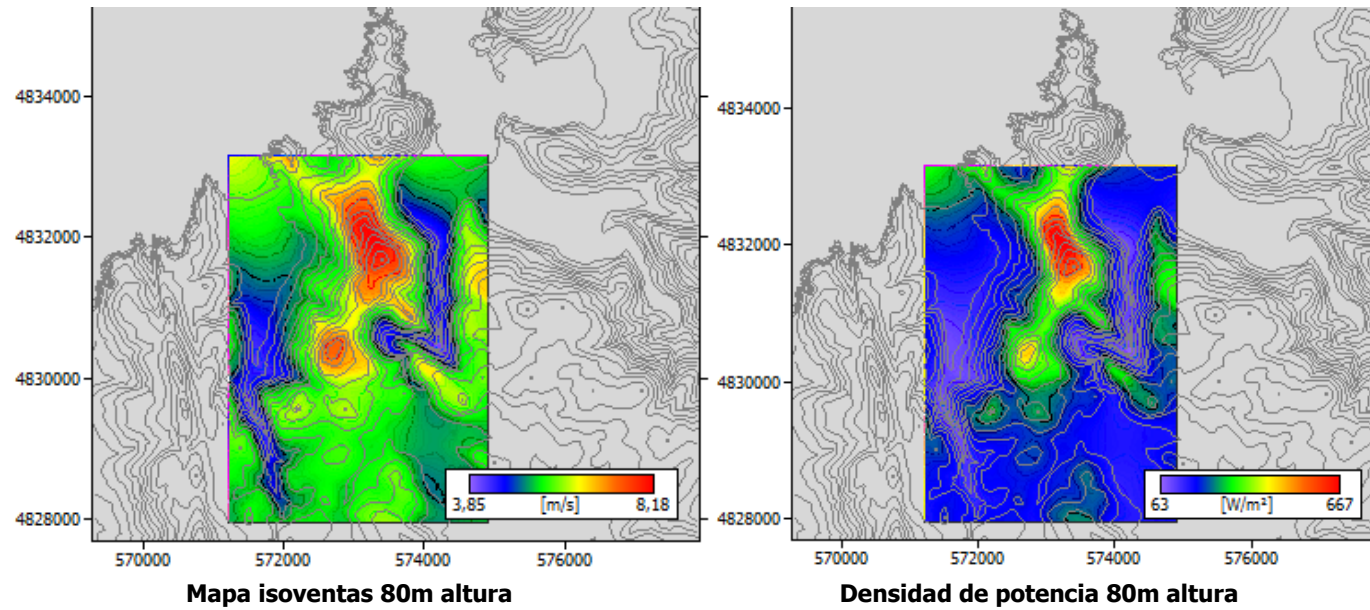 4834000
4832000
4830000
4828000
570000 572000 574000 576000
3,85 [m/s] 8,18
Mapa isoventas 80m altura
4834000
4832000
4830000
4828000
570000 572000 574000 576000
63 [W/m²] 667
Densidad de potencia 80m altura